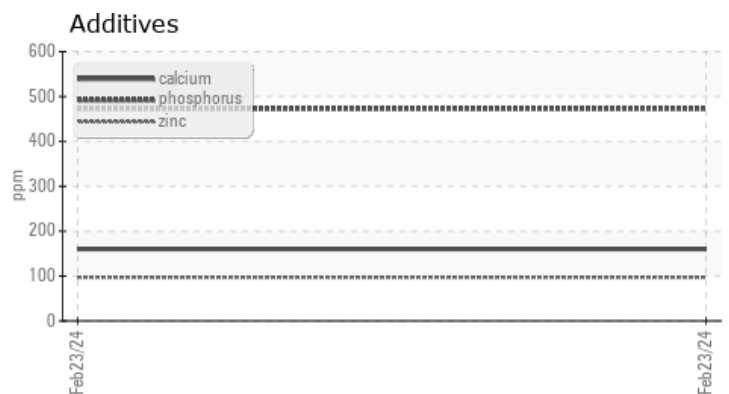 Additives
600
500
400
300
200
100
0
ppm
calcium
phosphorus
zinc
Feb23/24
Feb23/24